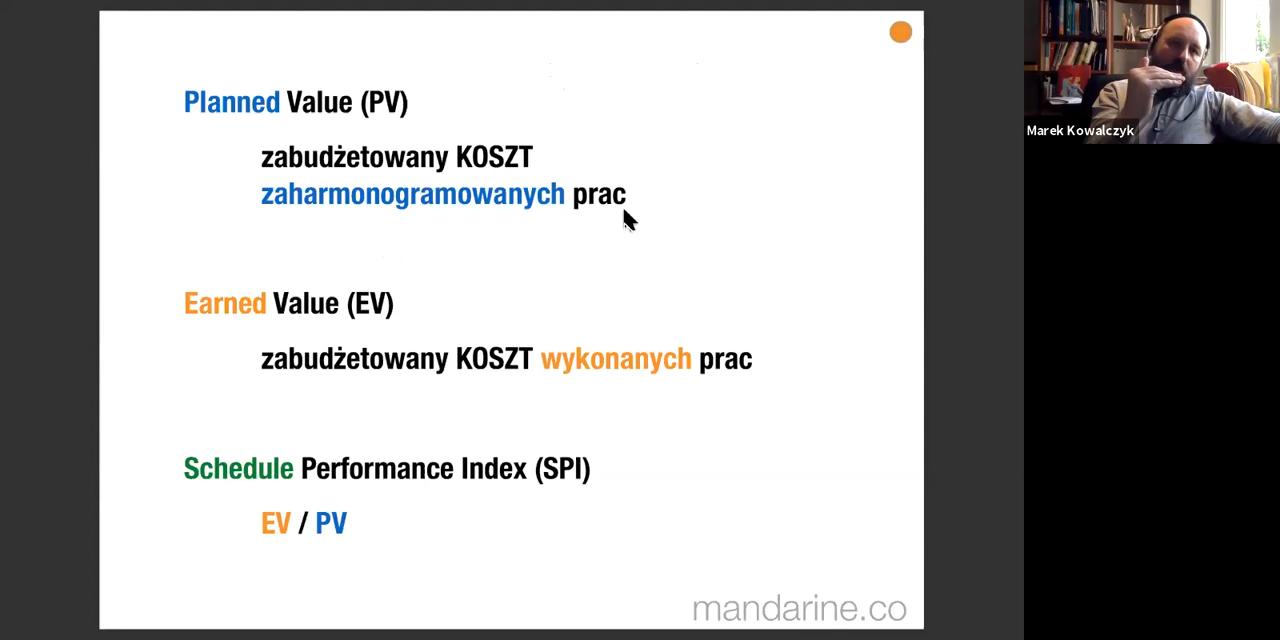 Planned Value (PV)
zabudżetowany KOSZT
zaharmonogramowanych prac
Earned Value (EV)
zabudżetowany KOSZT wykonanych prac
Schedule Performance Index (SPI)
EV / PV
mandarine.co
Marek Kowalczyk